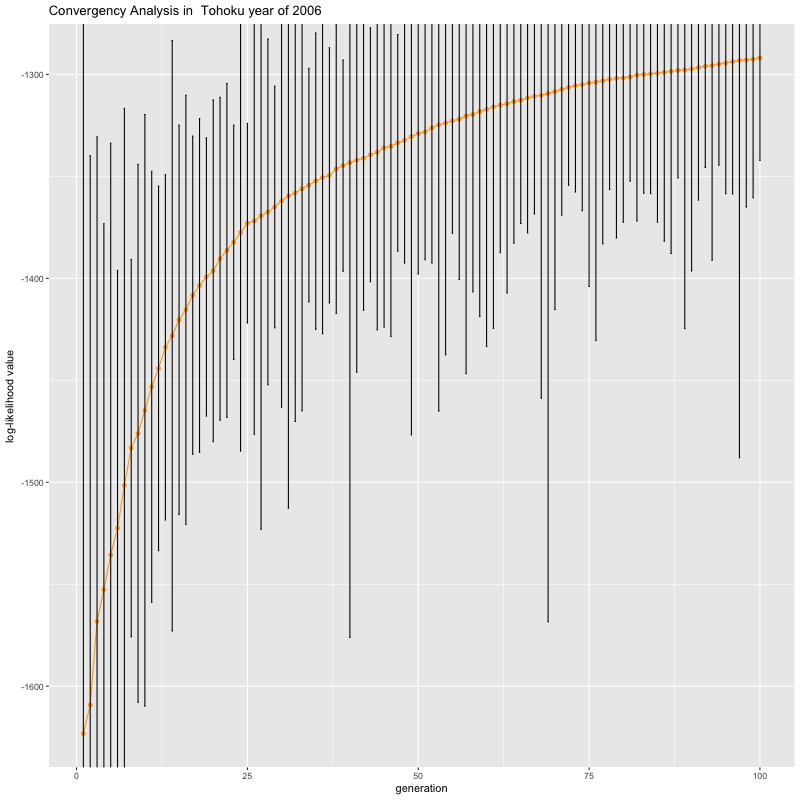 Convergency Analysis in  Tohoku year of 2006
log-likelihood value
-1300
-1400
-1500
-1600
0 25 50 75 100
generation